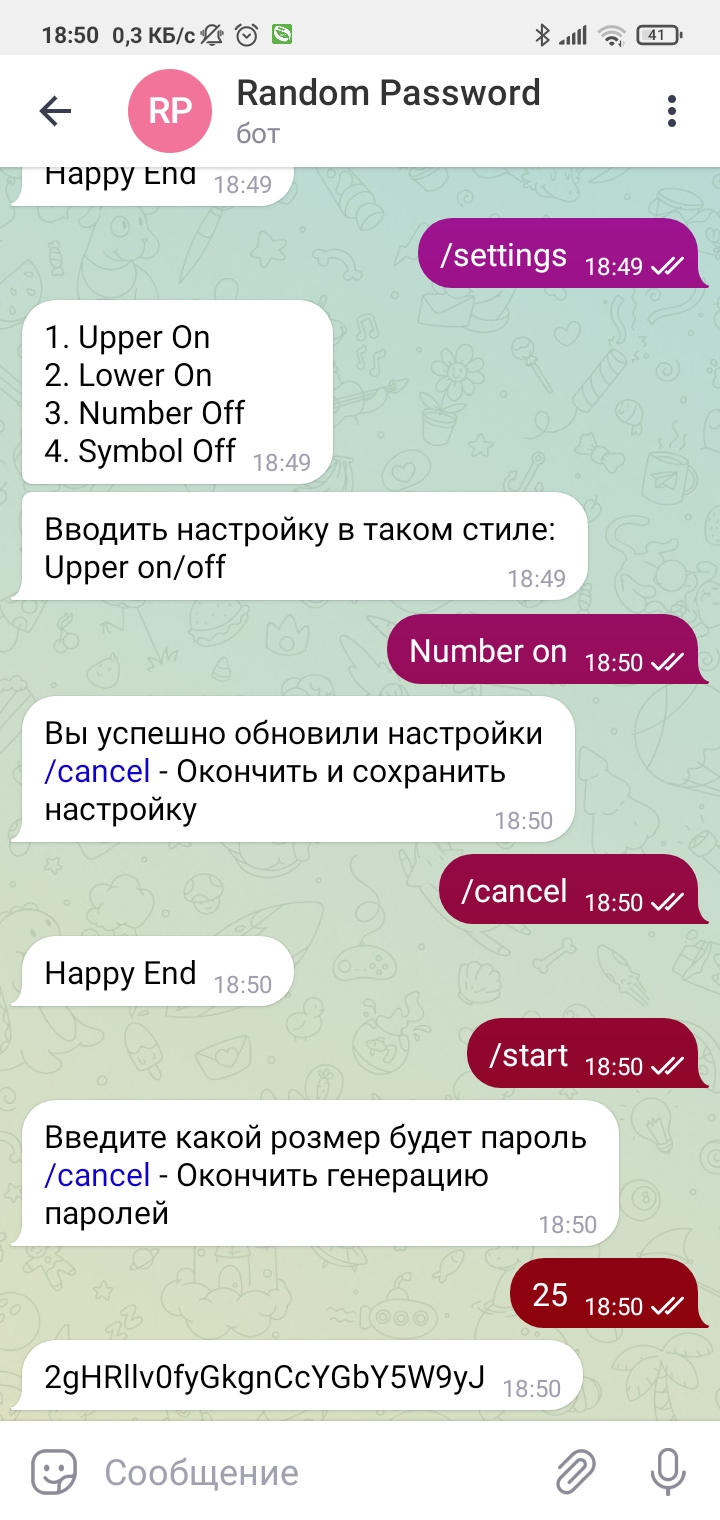 18:50 0,3 КБ/с 41
RP
Random Password
бот
Happy End 18:49
/settings 18:49
1. Upper On
2. Lower On
3. Number Off
4. Symbol Off 18:49
Вводить настройку в таком стиле:
Upper on/off 18:49
Number on 18:50
Вы успешно обновили настройки
/cancel - Окончить и сохранить
настройку 18:50
/cancel 18:50
Happy End 18:50
/start 18:50
Введите какой розмер будет пароль
/cancel - Окончить генерацию
паролей 18:50
25 18:50
2gHRllv0fyGkgnCcYGbY5W9yJ 18:50
Сообщение